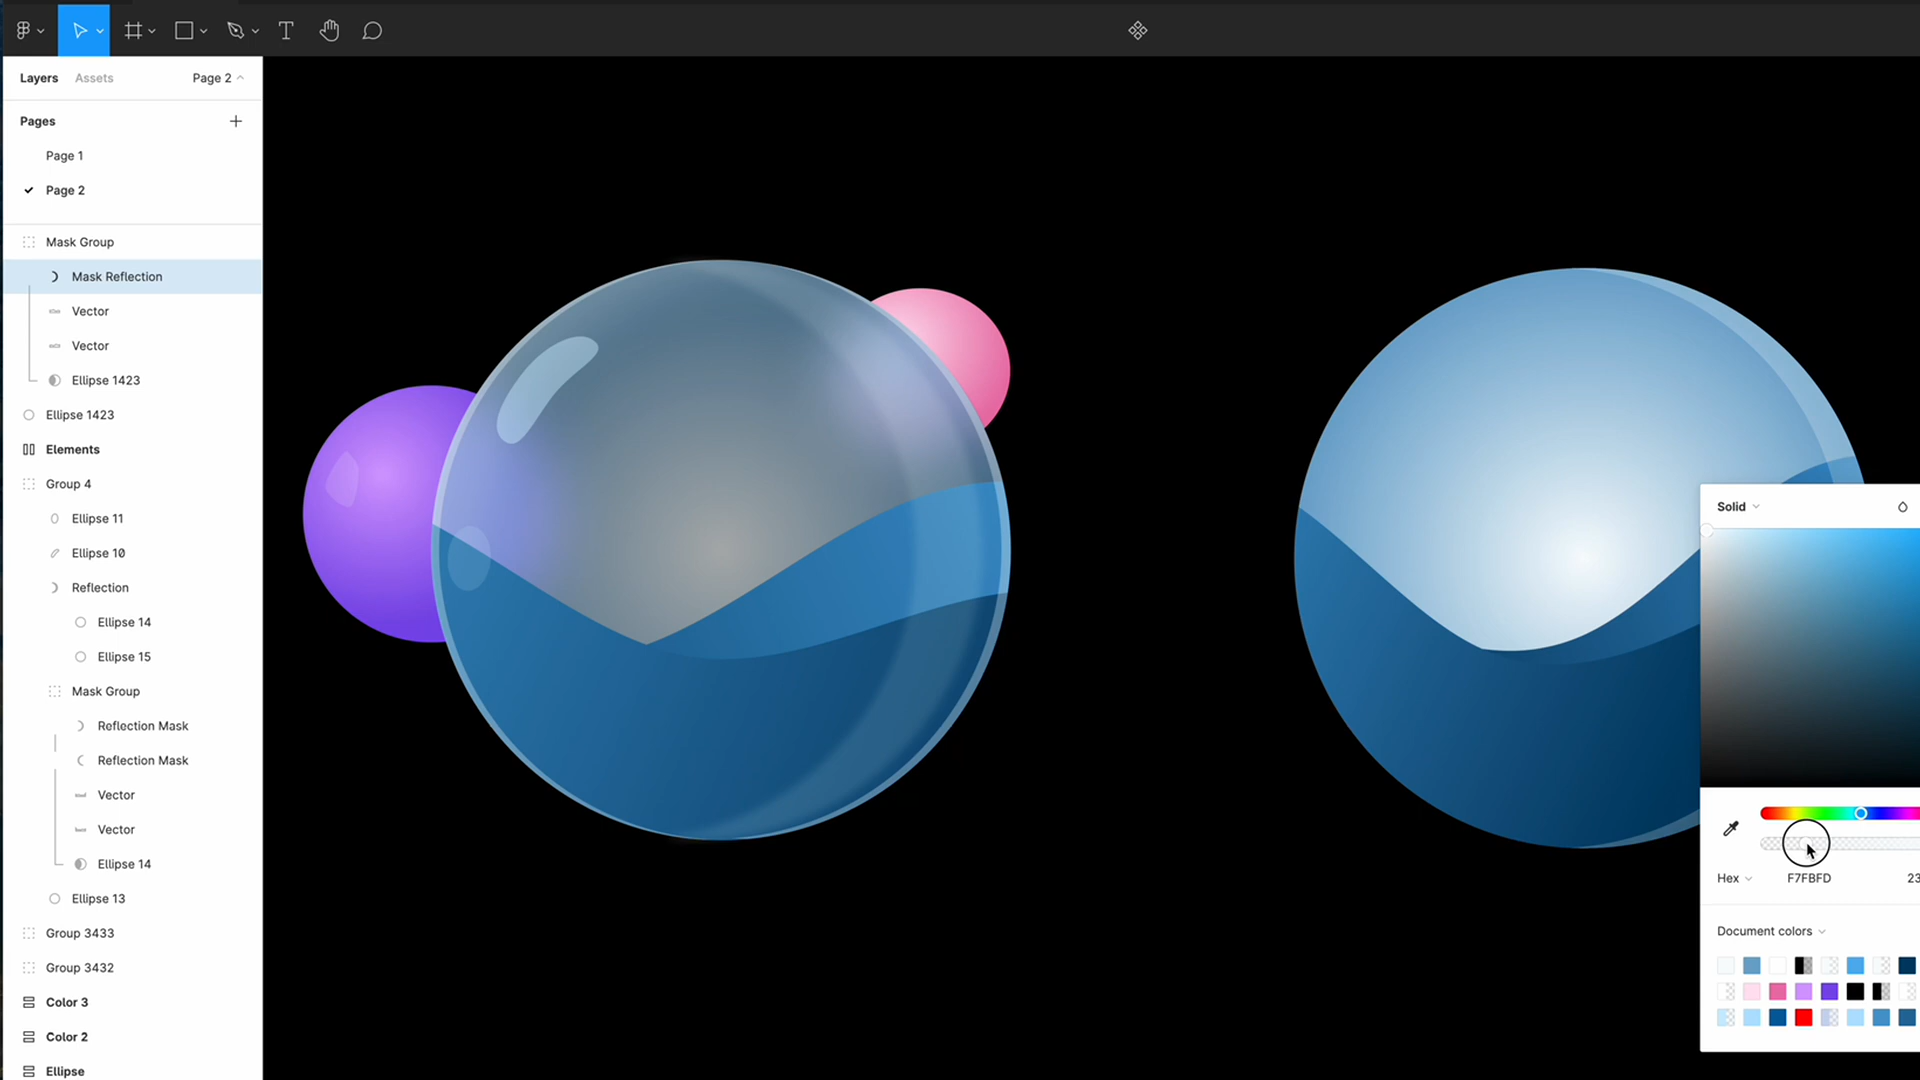 Layers Assets Page 2
Pages
Page 1
Page 2
Mask Group
Mask Reflection
Vector
Vector
Ellipse 1423
Ellipse 1423
Elements
Group 4
Ellipse 11
Ellipse 10
Reflection
Ellipse 14
Ellipse 15
Mask Group
Reflection Mask
Reflection Mask
Vector
Vector
Ellipse 14
Ellipse 13
Group 3433
Group 3432
Color 3
Color 2
Ellipse
Solid
Hex F7FBFD 23
Document colors